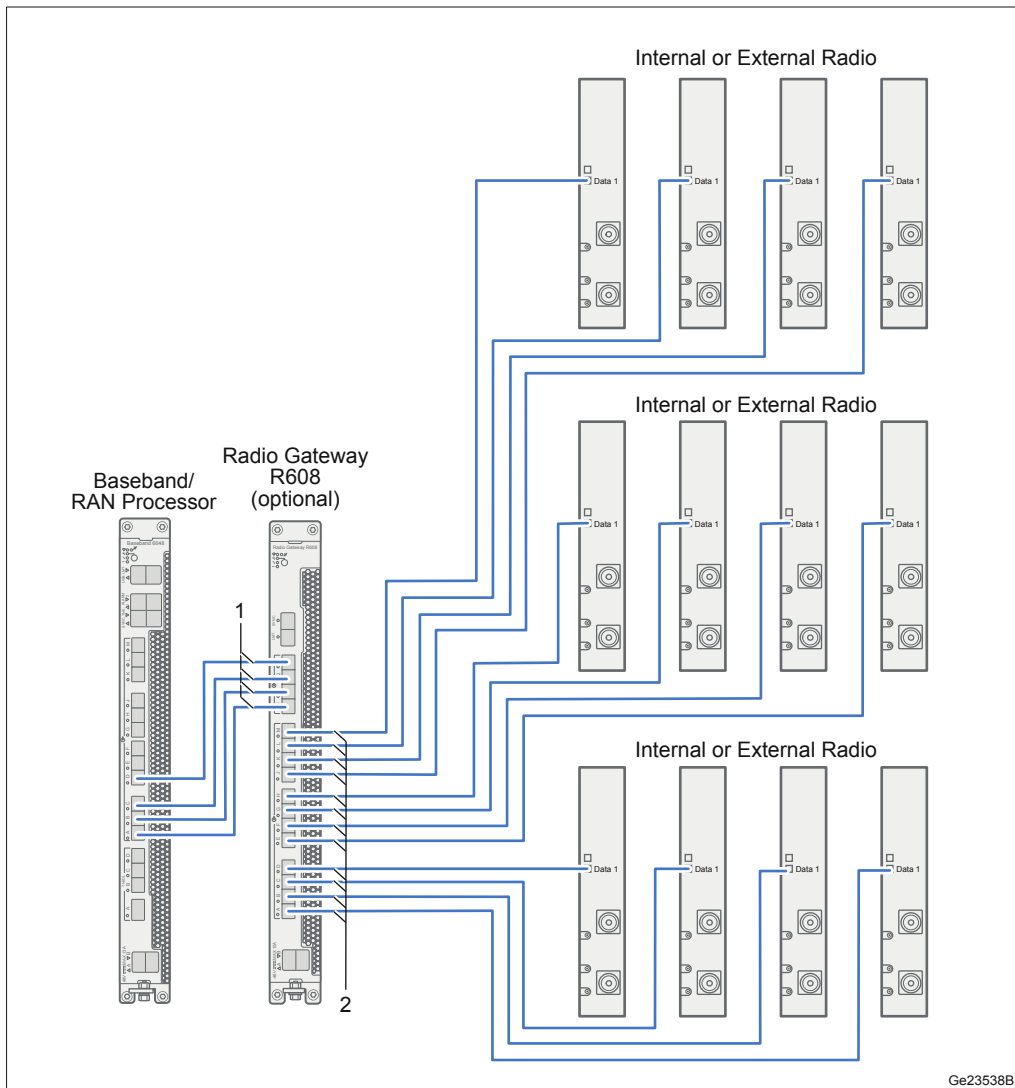 Internal or External Radio
Data 1
Data 1
Data 1
Data 1
Internal or External Radio
Data 1
Data 1
Data 1
Data 1
Internal or External Radio
Data 1
Data 1
Data 1
Data 1
Baseband/
RAN Processor
Radio Gateway
R608
(optional)
Baseband 6648
M
L
K
J
H
G
F
E
D
C
B
A
D
C
B
A
Radio Gateway R608
M
L
K
J
H
G
F
E
D
C
B
A
1
2
Ge23538B